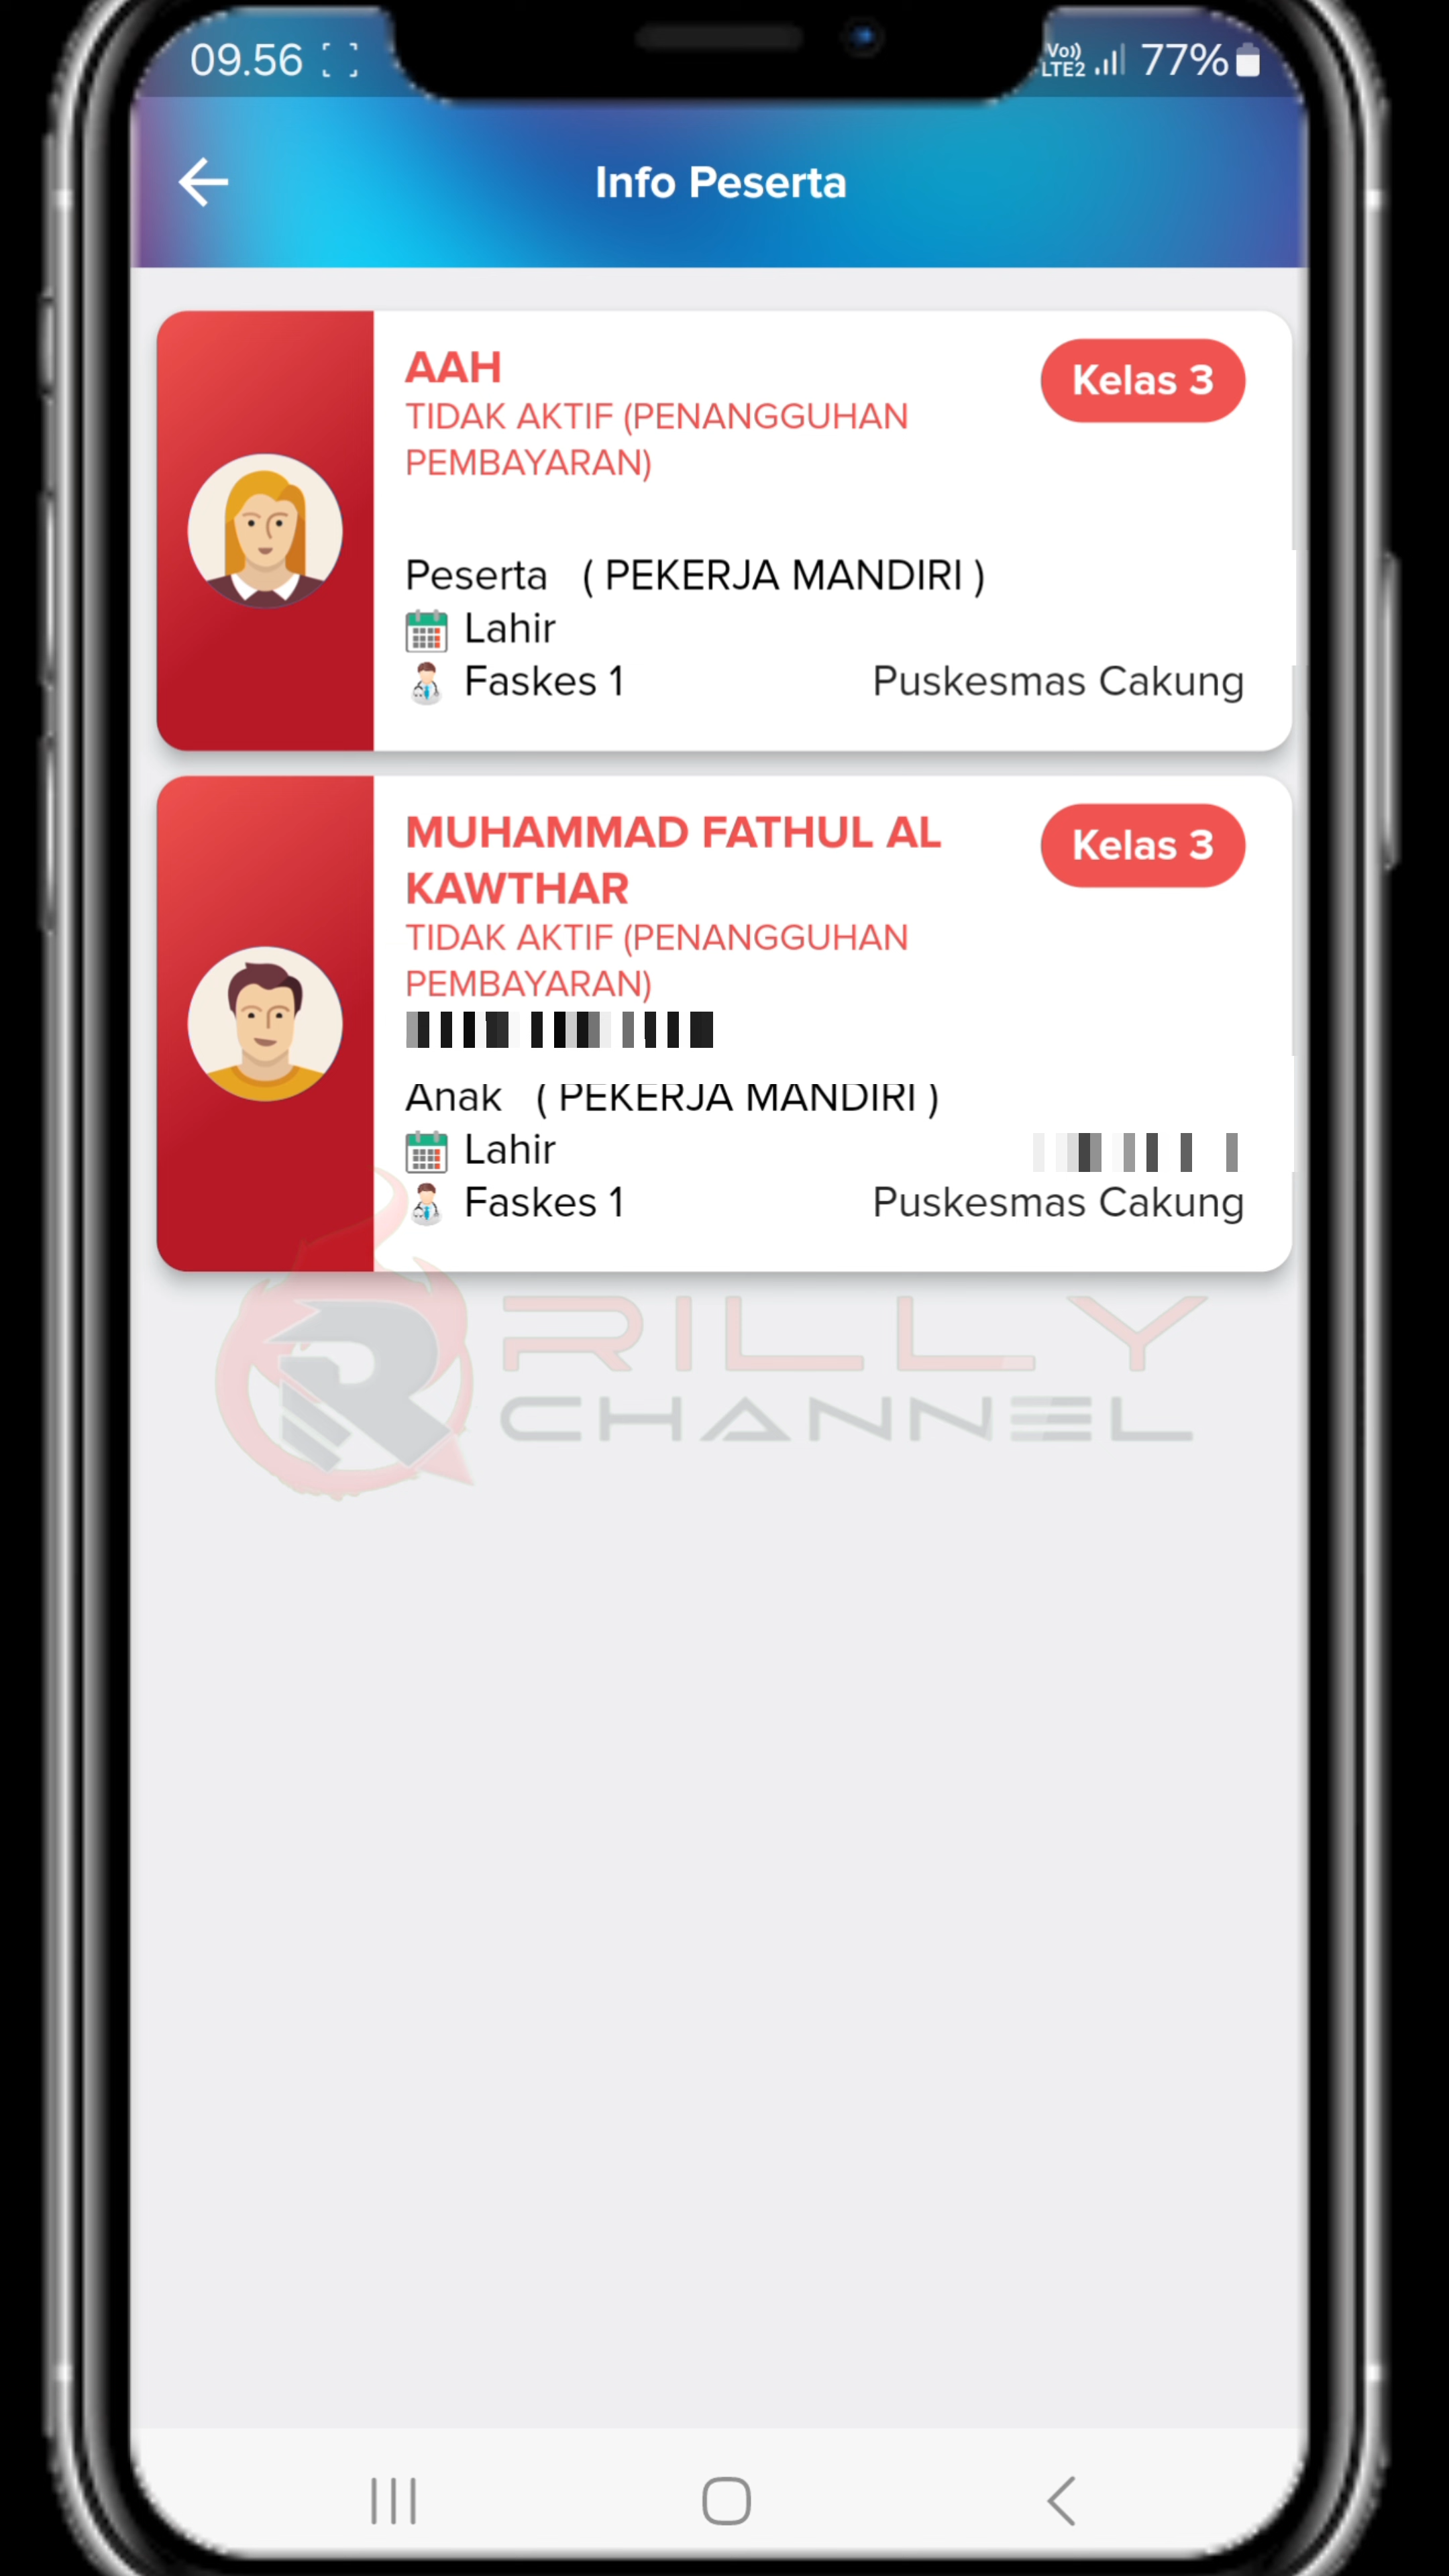 09.56
Vo)) LTE2 77%
Info Peserta
AAH
Kelas 3
TIDAK AKTIF (PENANGGUHAN
PEMBAYARAN)
Peserta ( PEKERJA MANDIRI )
Lahir
Faskes 1 Puskesmas Cakung
MUHAMMAD FATHUL AL
KAWTHAR
Kelas 3
TIDAK AKTIF (PENANGGUHAN
PEMBAYARAN)
Anak ( PEKERJA MANDIRI )
Lahir
Faskes 1 Puskesmas Cakung
RILLY
CHANNEL